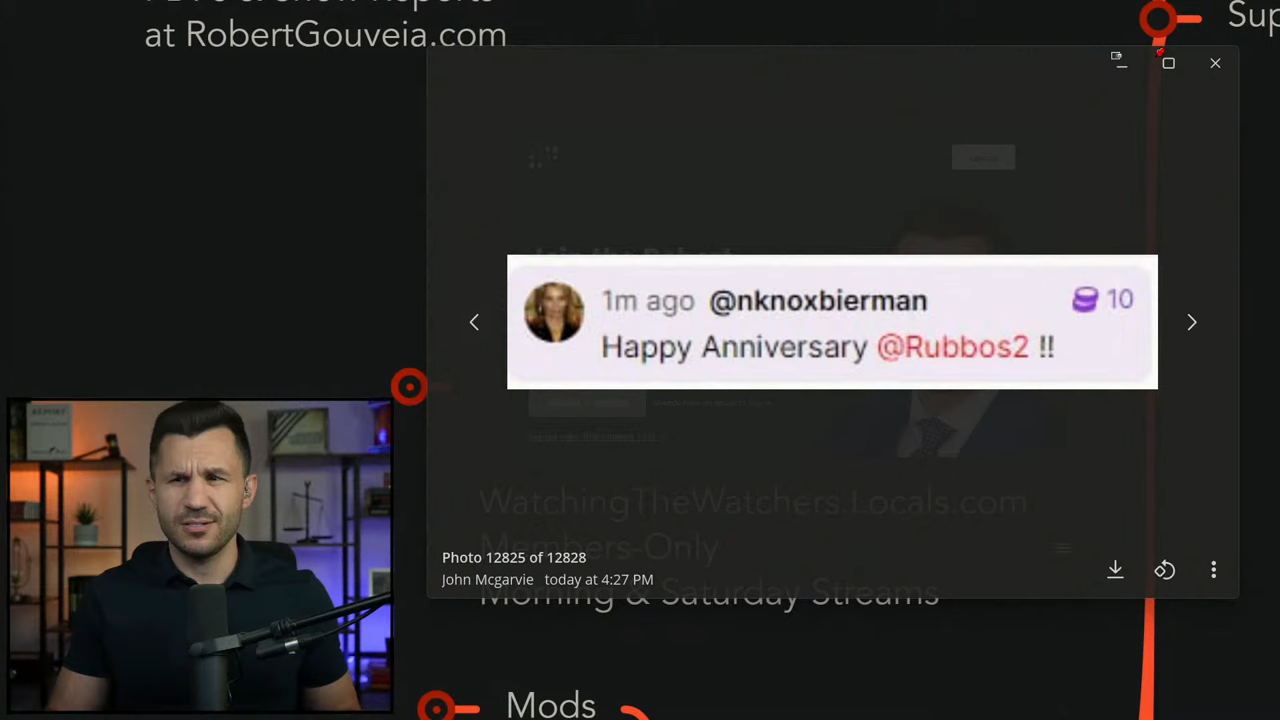 at RobertGouveia.com
Sup
1m ago @nknoxbierman 10
Happy Anniversary @Rubbos2 !!
WatchingTheWatchers.Locals.com
Members-Only
Morning & Saturday Streams
Photo 12825 of 12828
John Mcgarvie today at 4:27 PM
Mods